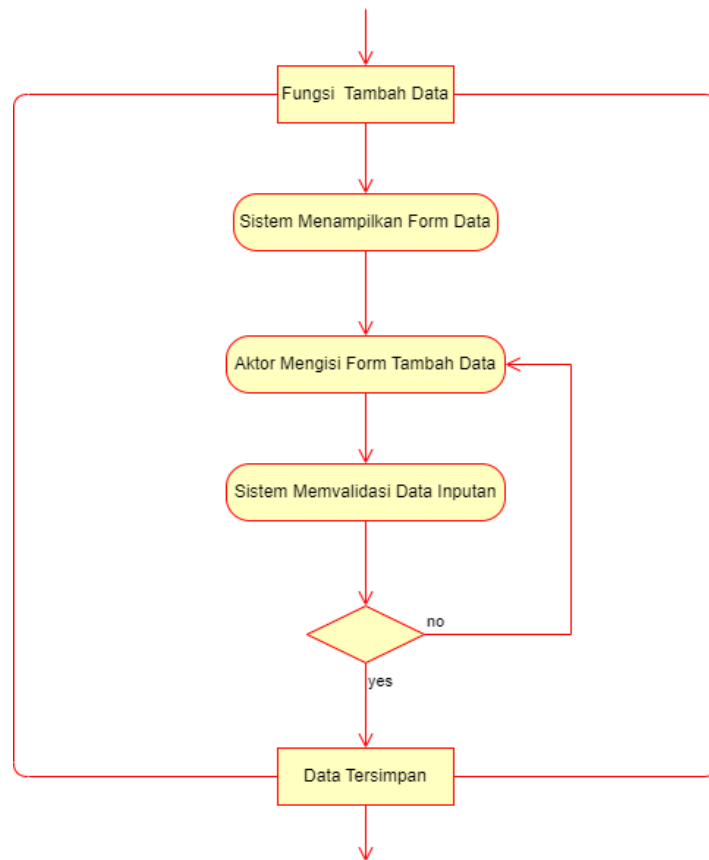 Fungsi Tambah Data
Sistem Menampilkan Form Data
Aktor Mengisi Form Tambah Data
Sistem Memvalidasi Data Inputan
no
yes
Data Tersimpan